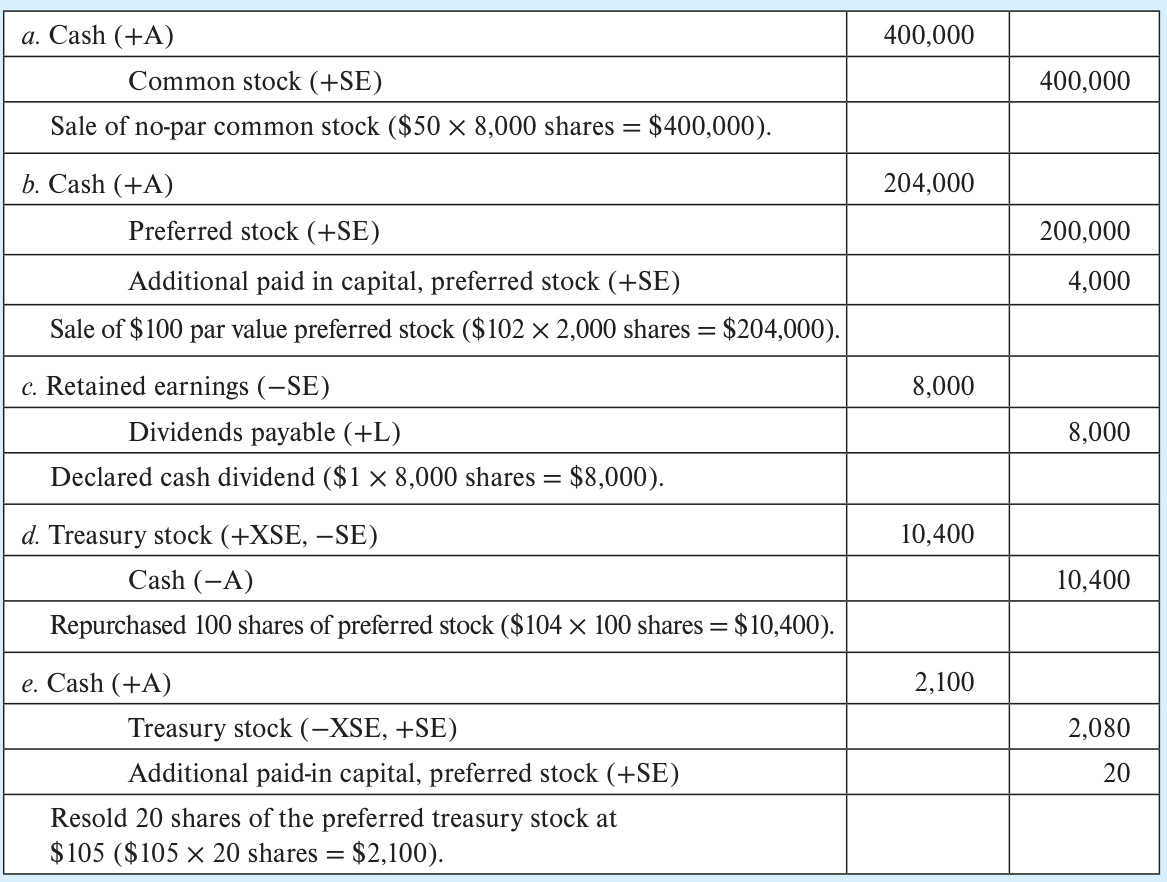 a. Cash (+A) 400,000
Common stock (+SE) 400,000
Sale of no-par common stock ($50 × 8,000 shares = $400,000).
b. Cash (+A) 204,000
Preferred stock (+SE) 200,000
Additional paid in capital, preferred stock (+SE) 4,000
Sale of $100 par value preferred stock ($102 × 2,000 shares = $204,000).
c. Retained earnings (−SE) 8,000
Dividends payable (+L) 8,000
Declared cash dividend ($1 × 8,000 shares = $8,000).
d. Treasury stock (+XSE, −SE) 10,400
Cash (−A) 10,400
Repurchased 100 shares of preferred stock ($104 × 100 shares = $10,400).
e. Cash (+A) 2,100
Treasury stock (−XSE, +SE) 2,080
Additional paid-in capital, preferred stock (+SE) 20
Resold 20 shares of the preferred treasury stock at
$105 ($105 × 20 shares = $2,100).